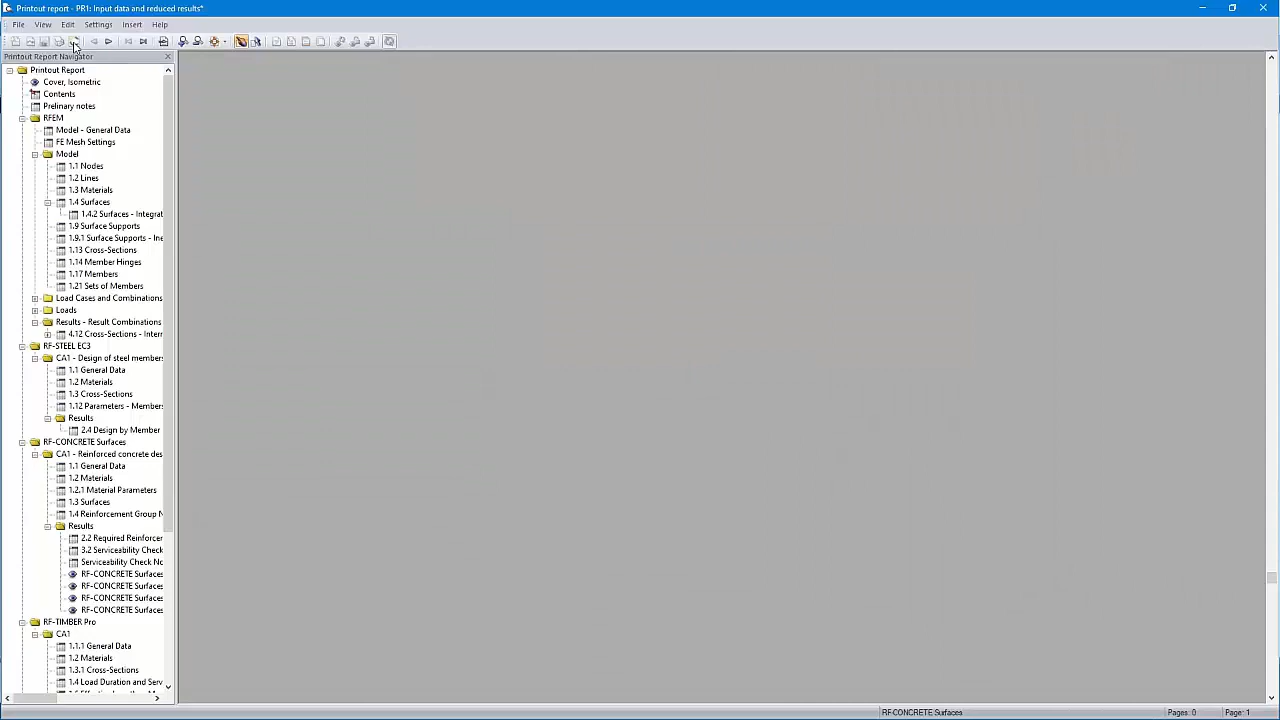 Printout report - PR1: Input data and reduced results*
File View Edit Settings Insert Help
Printout Report Navigator
Printout Report
Cover, Isometric
Contents
Prelinary notes
RFEM
Model - General Data
FE Mesh Settings
Model
1.1 Nodes
1.2 Lines
1.3 Materials
1.4 Surfaces
1.4.2 Surfaces - Integrat
1.9 Surface Supports
1.9.1 Surface Supports - Ine
1.13 Cross-Sections
1.14 Member Hinges
1.17 Members
1.21 Sets of Members
Load Cases and Combinations
Loads
Results - Result Combinations
4.12 Cross-Sections - Intern
RF-STEEL EC3
CA1 - Design of steel members
1.1 General Data
1.2 Materials
1.3 Cross-Sections
1.12 Parameters - Members
Results
2.4 Design by Member
RF-CONCRETE Surfaces
CA1 - Reinforced concrete des
1.1 General Data
1.2 Materials
1.2.1 Material Parameters
1.3 Surfaces
1.4 Reinforcement Group N
Results
2.2 Required Reinforcer
3.2 Serviceability Check
Serviceability Check No
RF-CONCRETE Surfaces
RF-CONCRETE Surfaces
RF-CONCRETE Surfaces
RF-CONCRETE Surfaces
RF-TIMBER Pro
CA1
1.1.1 General Data
1.2 Materials
1.3.1 Cross-Sections
1.4 Load Duration and Serv
RF-CONCRETE Surfaces Pages: 0 Page: 1